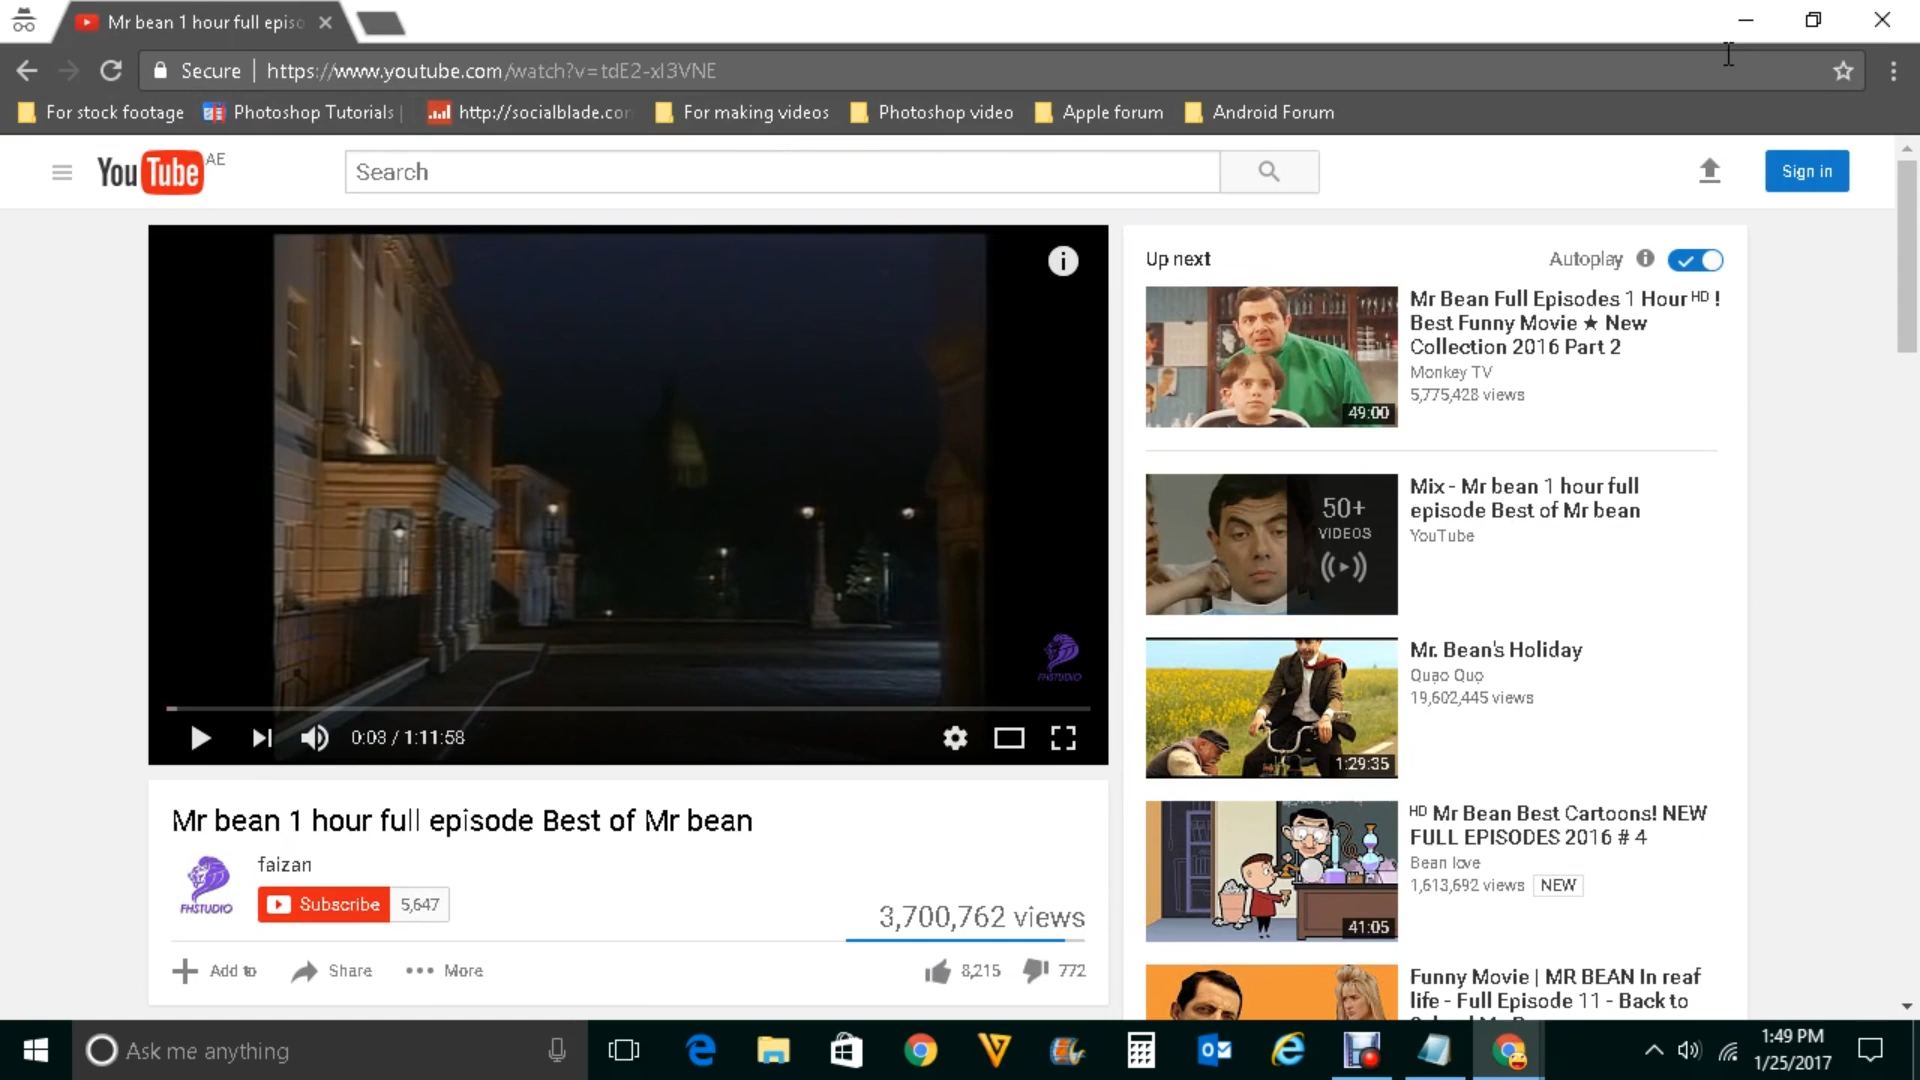 Mr bean 1 hour full episo
Secure | https://www.youtube.com/watch?v=tdE2-xI3VNE
For stock footage
Photoshop Tutorials |
http://socialblade.com
For making videos
Photoshop video
Apple forum
Android Forum
YouTube AE
Search
Sign in
FHSTUDIO
0:03 / 1:11:58
Up next
Autoplay
Mr Bean Full Episodes 1 Hour ᴴᴰ !
Best Funny Movie ★ New
Collection 2016 Part 2
Monkey TV
5,775,428 views
49:00
50+
VIDEOS
Mix - Mr bean 1 hour full
episode Best of Mr bean
YouTube
Mr. Bean's Holiday
Quạo Quọ
19,602,445 views
1:29:35
ᴴᴰ Mr Bean Best Cartoons! NEW
FULL EPISODES 2016 # 4
Bean love
1,613,692 views NEW
41:05
Funny Movie | MR BEAN In reaf
life - Full Episode 11 - Back to
Mr bean 1 hour full episode Best of Mr bean
faizan
FHSTUDIO
Subscribe 5,647
3,700,762 views
Add to
Share
More
8,215
772
Ask me anything
1:49 PM
1/25/2017